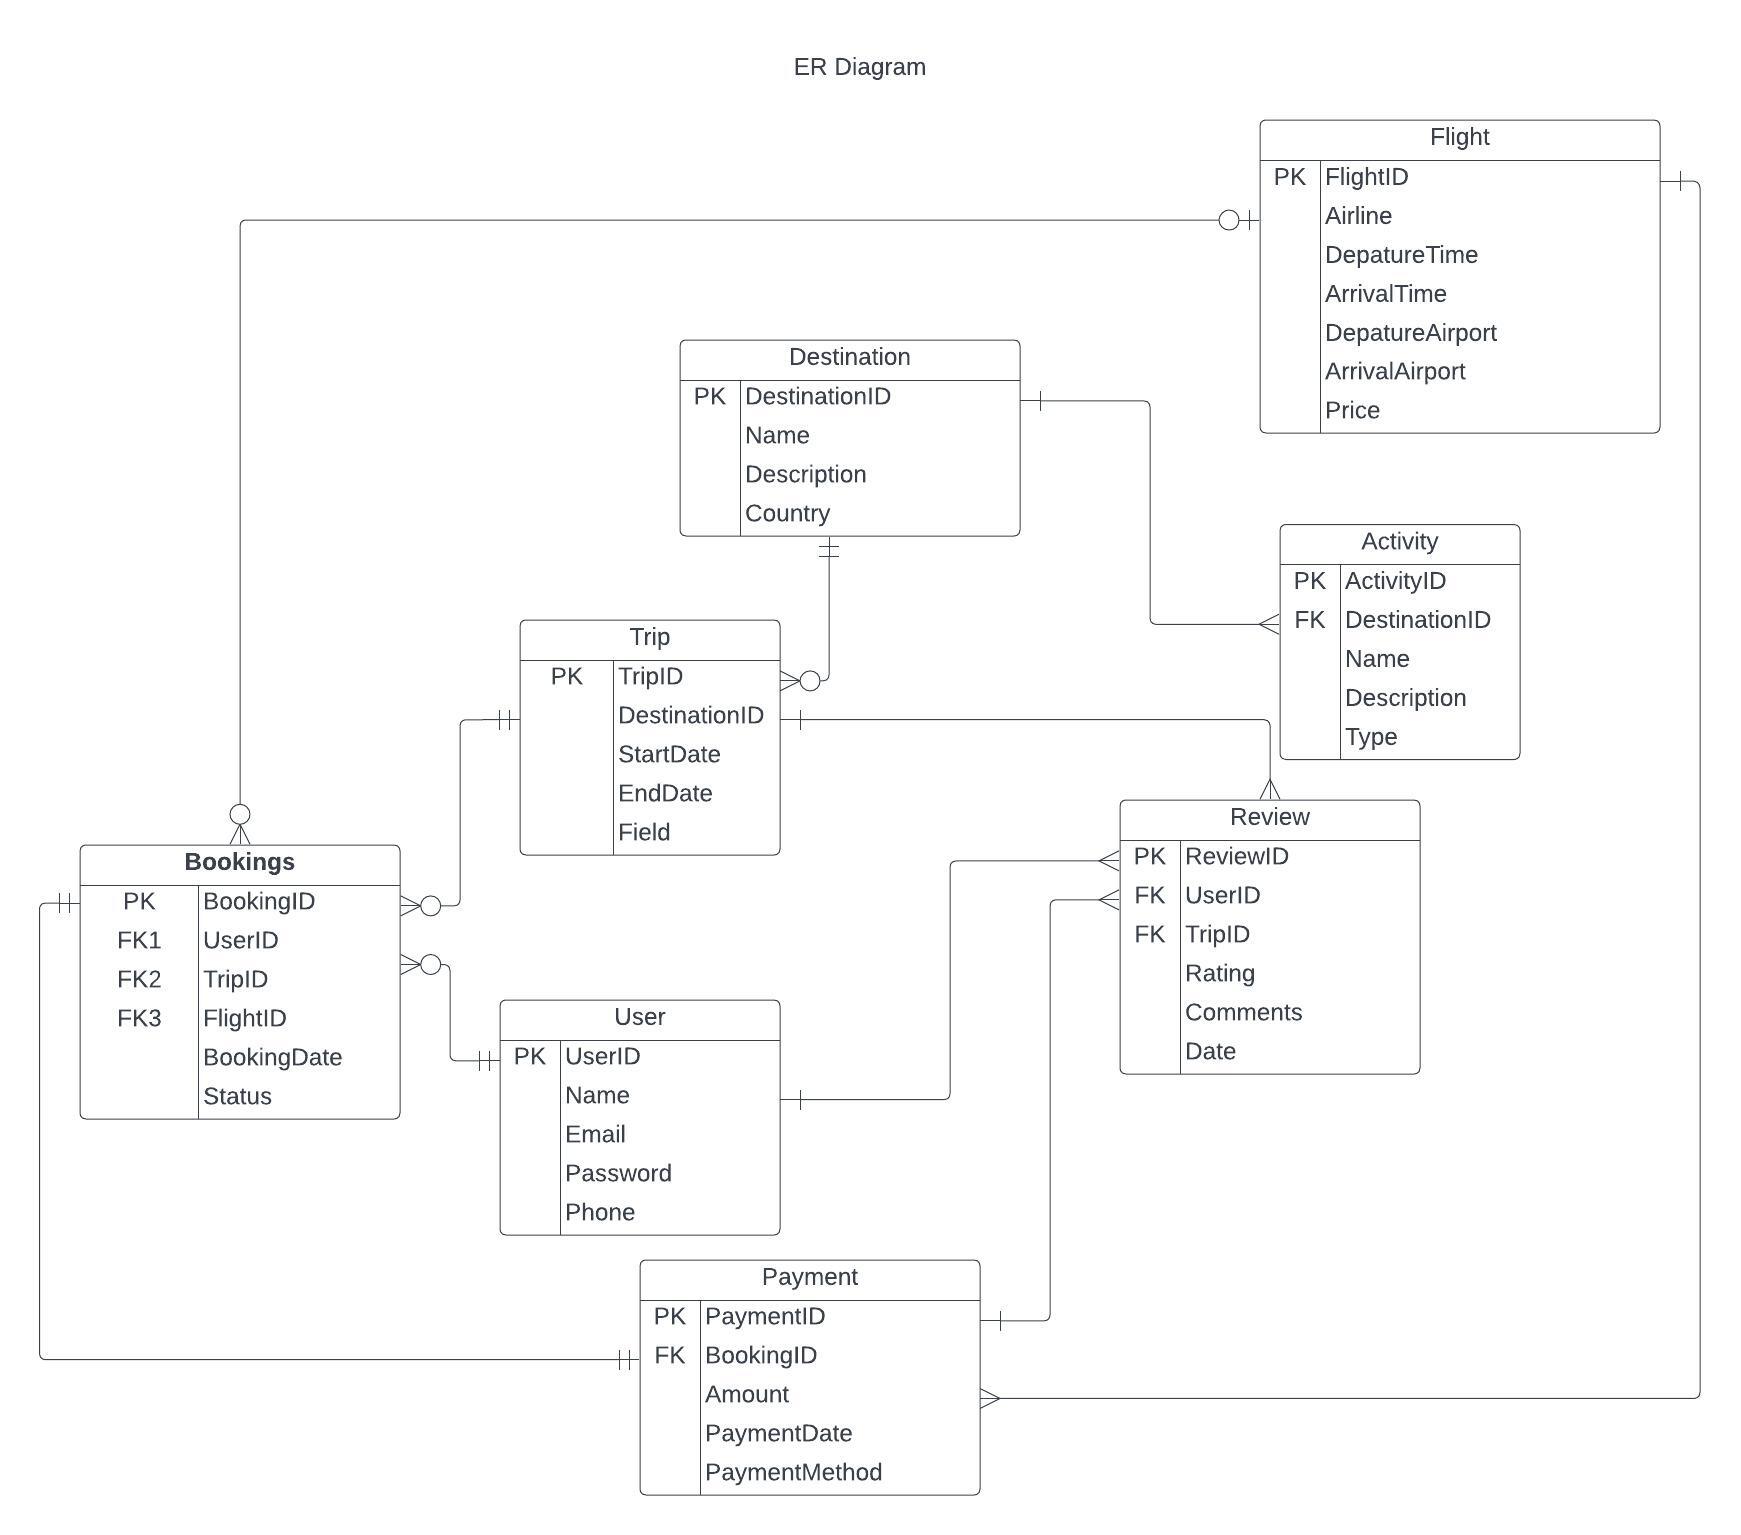 ER Diagram
Flight
PK FlightID
Airline
DepatureTime
ArrivalTime
DepatureAirport
ArrivalAirport
Price
Destination
PK DestinationID
Name
Description
Country
Activity
PK ActivityID
FK DestinationID
Name
Description
Type
Trip
PK TripID
DestinationID
StartDate
EndDate
Field
Review
PK ReviewID
FK UserID
FK TripID
Rating
Comments
Date
Bookings
PK BookingID
FK1 UserID
FK2 TripID
FK3 FlightID
BookingDate
Status
User
PK UserID
Name
Email
Password
Phone
Payment
PK PaymentID
FK BookingID
Amount
PaymentDate
PaymentMethod